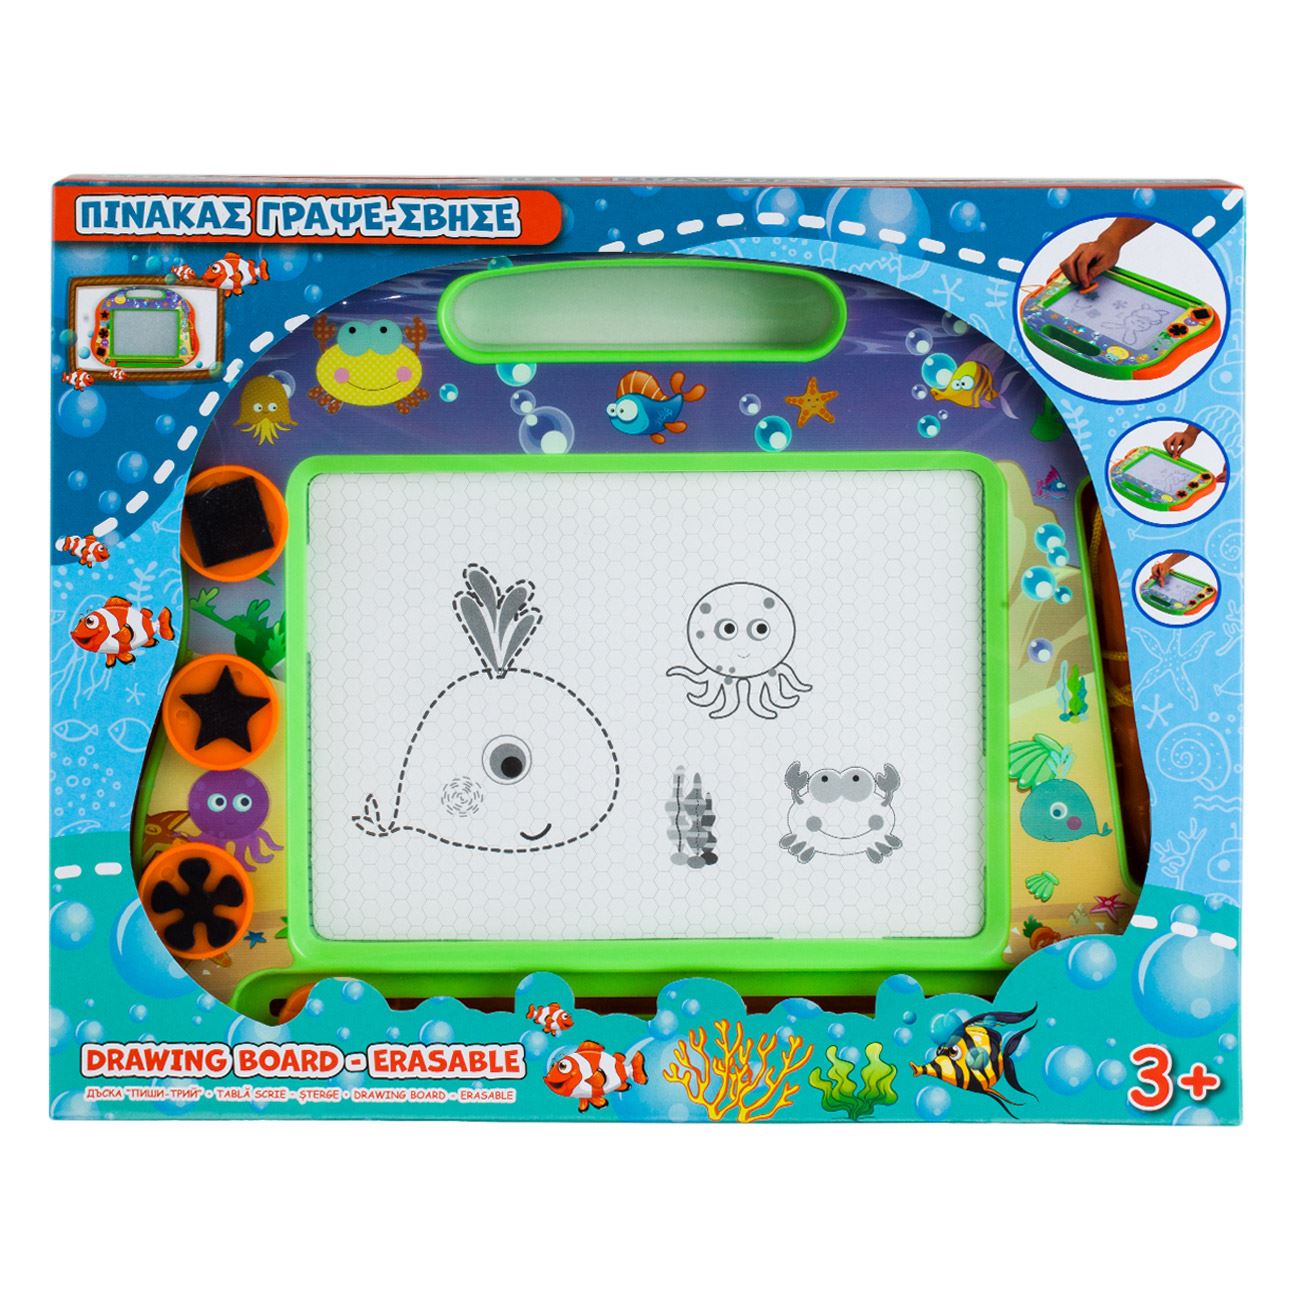 ΠΙΝΑΚΑΣ ΓΡΑΨΕ-ΣΒΗΣΕ
DRAWING BOARD - ERASABLE
ДЪСКА "ПИШИ-ТРИЙ" • TABLĂ SCRIE - ŞTERGE • DRAWING BOARD - ERASABLE
3+